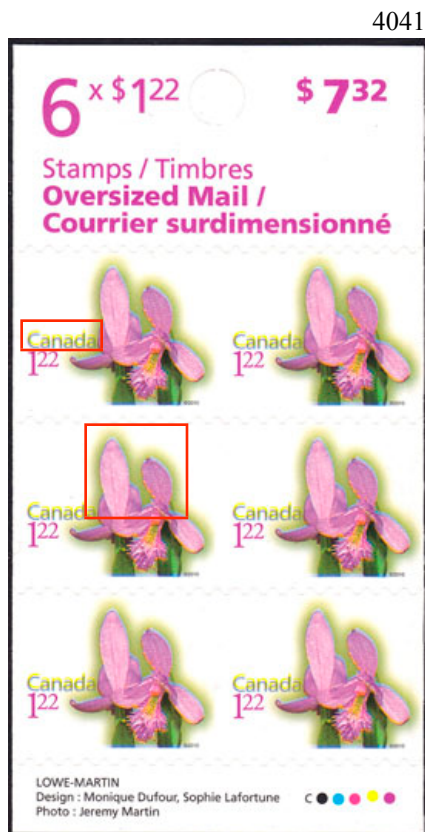 4041
6 x $1 22 $ 7 32
Stamps / Timbres
Oversized Mail /
Courrier surdimensionné
Canada Canada
1 22 1 22
Canada Canada
1 22 1 22
Canada Canada
1 22 1 22
LOWE-MARTIN
Design : Monique Dufour, Sophie Lafortune C
Photo : Jeremy Martin